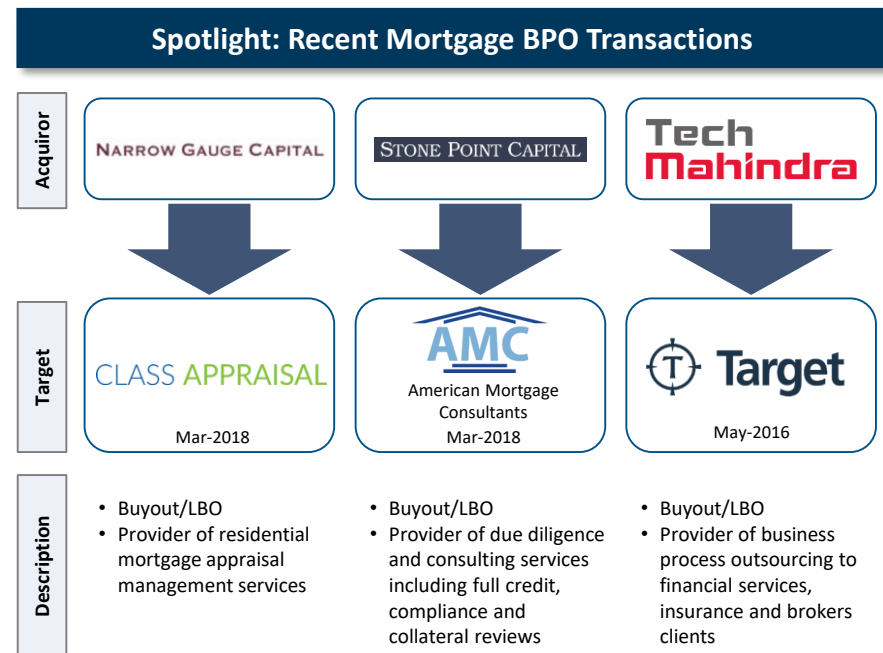 Spotlight: Recent Mortgage BPO Transactions
Acquiror
NARROW GAUGE CAPITAL
STONE POINT CAPITAL
Tech
Mahindra
Target
CLASS APPRAISAL
Mar-2018
AMC
American Mortgage
Consultants
Mar-2018
T Target
May-2016
Description
• Buyout/LBO
• Provider of residential
mortgage appraisal
management services
• Buyout/LBO
• Provider of due diligence
and consulting services
including full credit,
compliance and
collateral reviews
• Buyout/LBO
• Provider of business
process outsourcing to
financial services,
insurance and brokers
clients